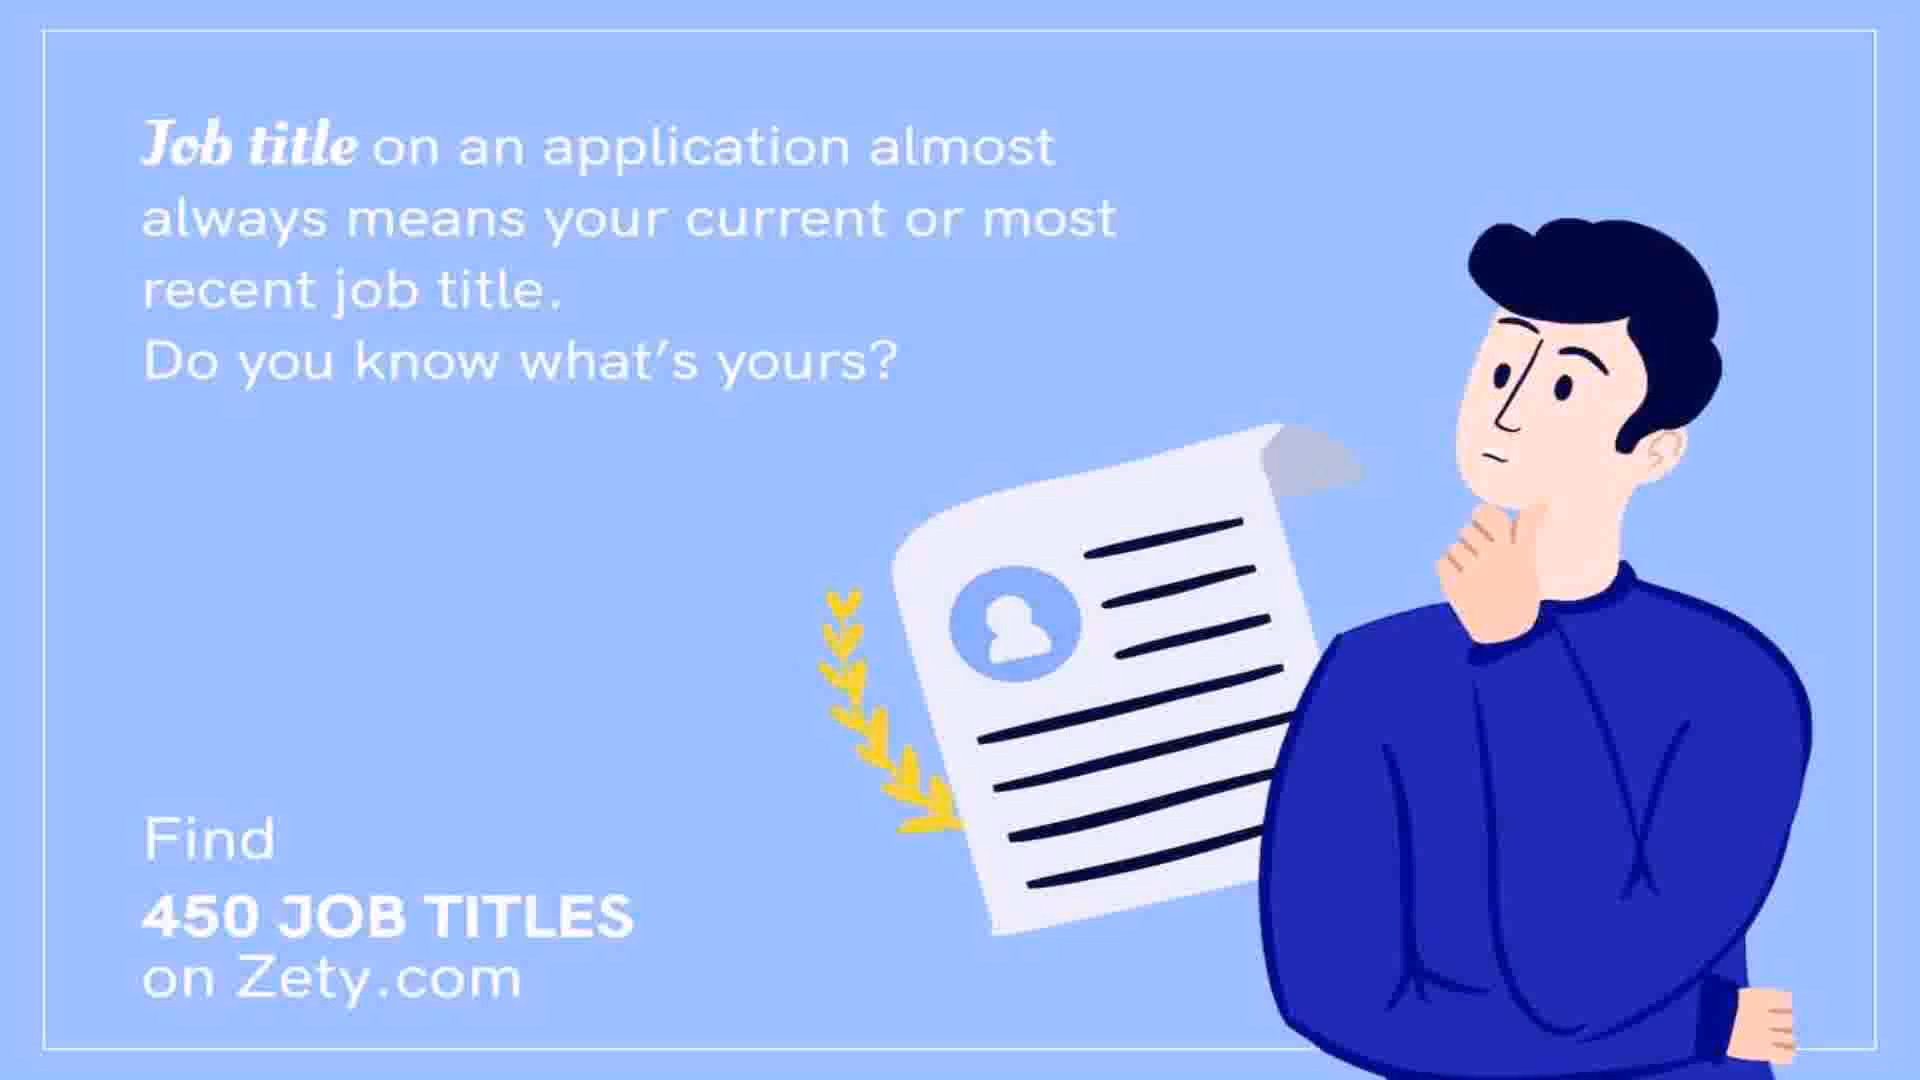 Job title on an application almost
always means your current or most
recent job title.
Do you know what's yours?
Find
450 JOB TITLES
on Zety.com